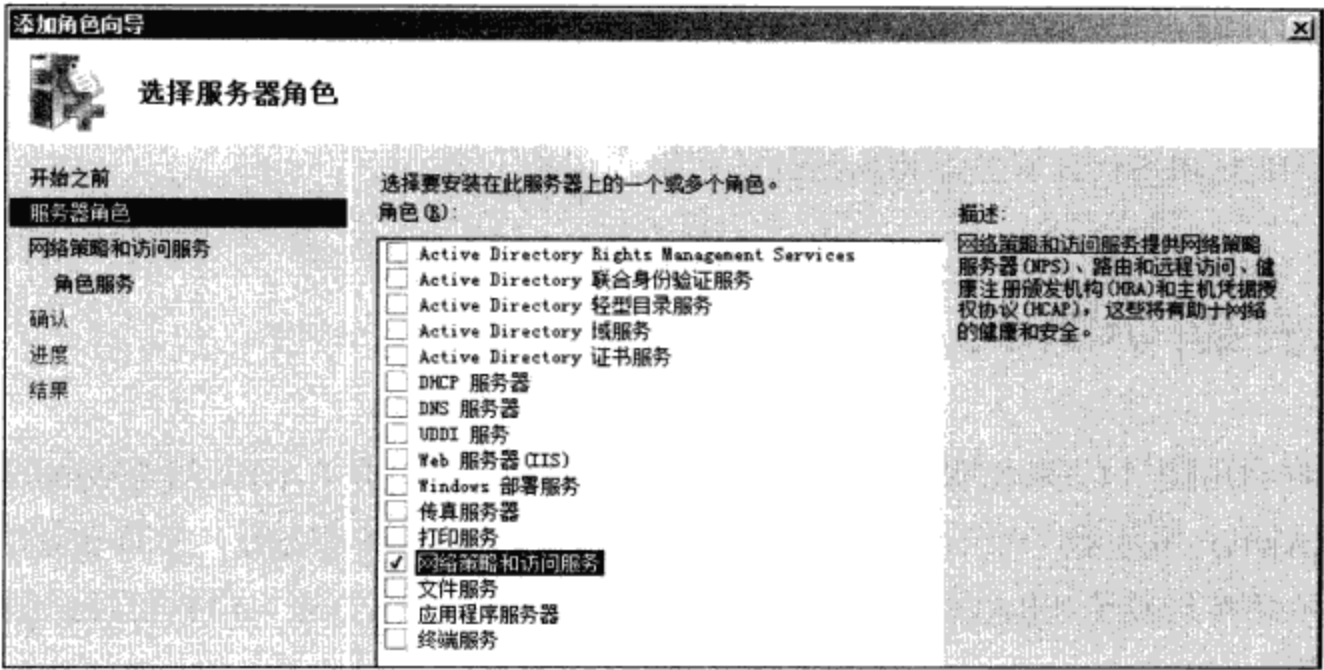 添加角色向导
选择服务器角色
开始之前
服务器角色
网络策略和访问服务
角色服务
确认
进度
结果
选择要安装在此服务器上的一个或多个角色。
角色(R):
Active Directory Rights Management Services
Active Directory 联合身份验证服务
Active Directory 轻型目录服务
Active Directory 域服务
Active Directory 证书服务
DHCP 服务器
DNS 服务器
UDDI 服务
Web 服务器(IIS)
Windows 部署服务
传真服务器
打印服务
网络策略和访问服务
文件服务
应用程序服务器
终端服务
描述:
网络策略和访问服务提供网络策略
服务器(NPS)、路由和远程访问、健
康注册颁发机构(HRA)和主机凭据授
权协议(HCAP)，这些将有助于网络
的健康和安全。